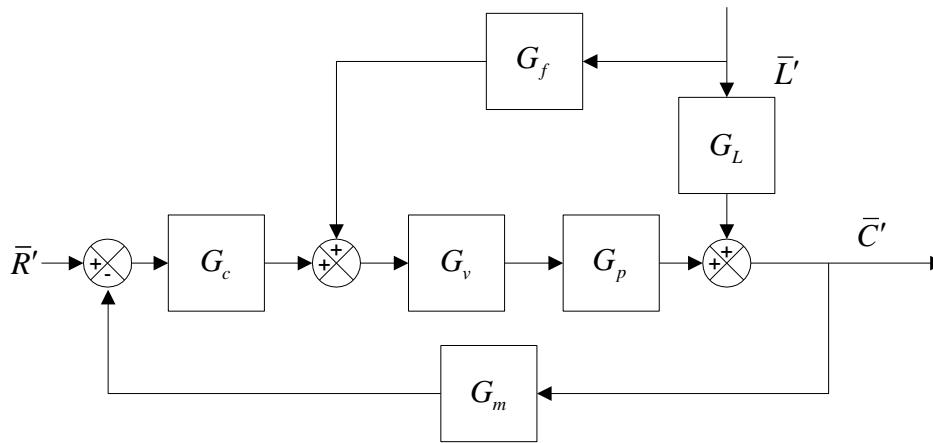 G_f
L̄′
G_L
+
+
R̄′
+
-
G_c
+
G_v
G_p
+
+
C̄′
G_m